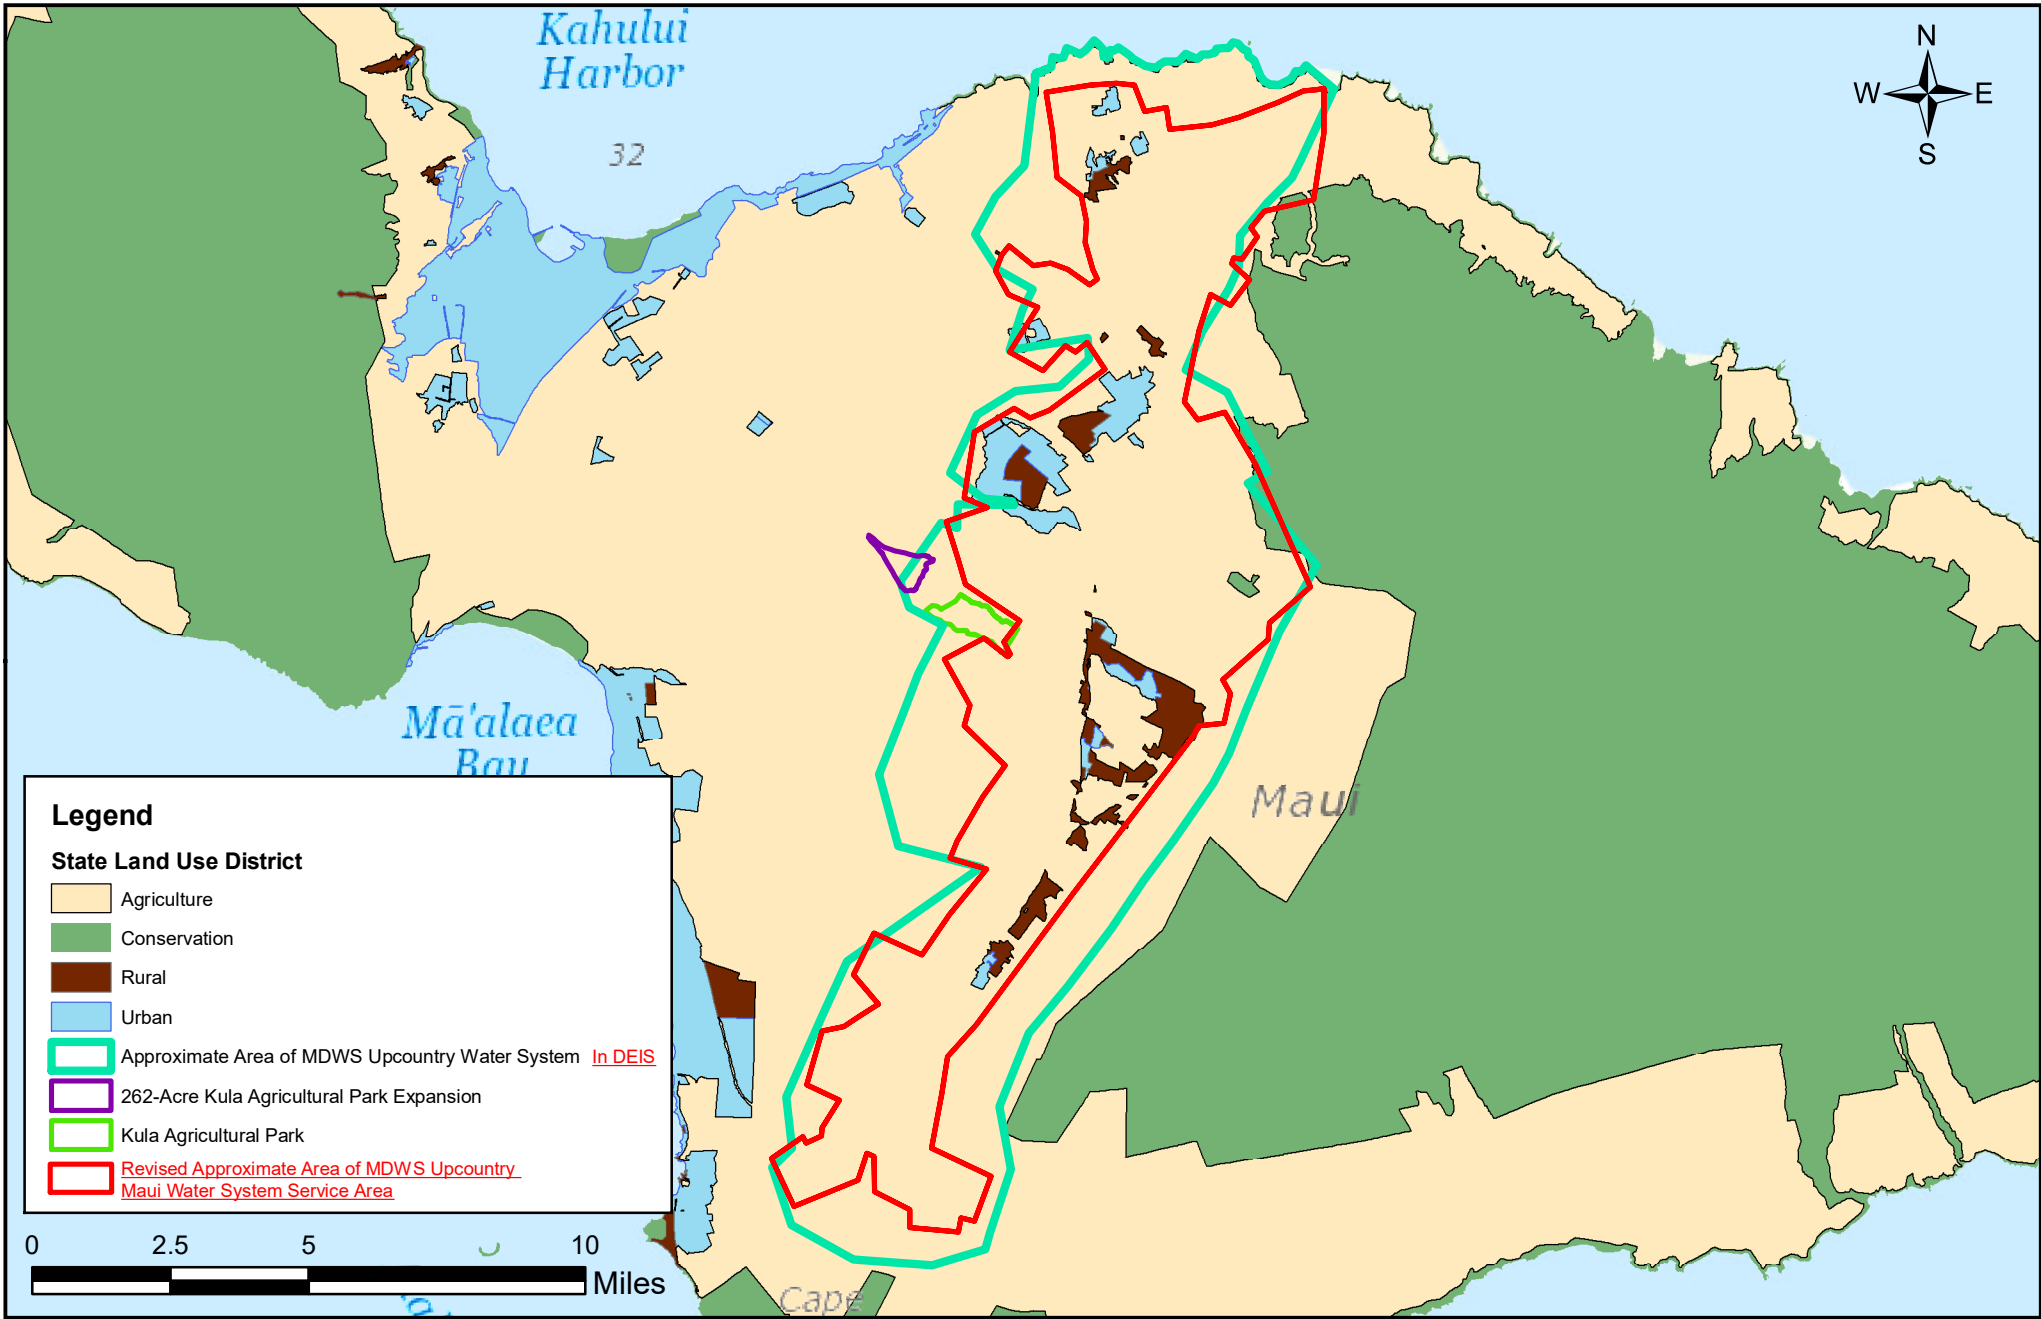 Kahului
Harbor
32
N
W E
S
Mā'alaea
Bay
Maui
Cape
Legend
State Land Use District
Agriculture
Conservation
Rural
Urban
Approximate Area of MDWS Upcountry Water System In DEIS
262-Acre Kula Agricultural Park Expansion
Kula Agricultural Park
Revised Approximate Area of MDWS Upcountry
Maui Water System Service Area
0 2.5 5 10
Miles